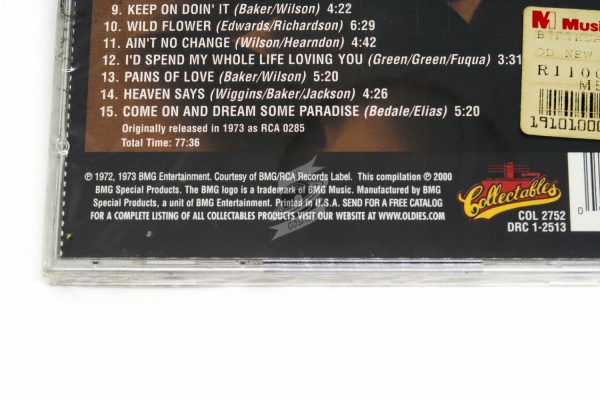 9. KEEP ON DOIN' IT (Baker/Wilson) 4:22
10. WILD FLOWER (Edwards/Richardson) 6:29
11. AIN'T NO CHANGE (Wilson/Hearndon) 4:42
12. I'D SPEND MY WHOLE LIFE LOVING YOU (Green/Green/Fuqua) 3:31
13. PAINS OF LOVE (Baker/Wilson) 5:20
14. HEAVEN SAYS (Wiggins/Baker/Jackson) 4:26
15. COME ON AND DREAM SOME PARADISE (Bedale/Elias) 5:20
Originally released in 1973 as RCA 0285
Total Time: 77:36
℗ 1972, 1973 BMG Entertainment. Courtesy of BMG/RCA Records Label. This compilation ℗ 2000
BMG Special Products. The BMG logo is a trademark of BMG Music. Manufactured by BMG
Special Products, a unit of BMG Entertainment. Printed in U.S.A. SEND FOR A FREE CATALOG
FOR A COMPLETE LISTING OF ALL COLLECTABLES PRODUCTS VISIT OUR WEBSITE AT WWW.OLDIES.COM.
Collectables
COL 2752
DRC 1-2513
0
Musi
R1100
M5
19101000